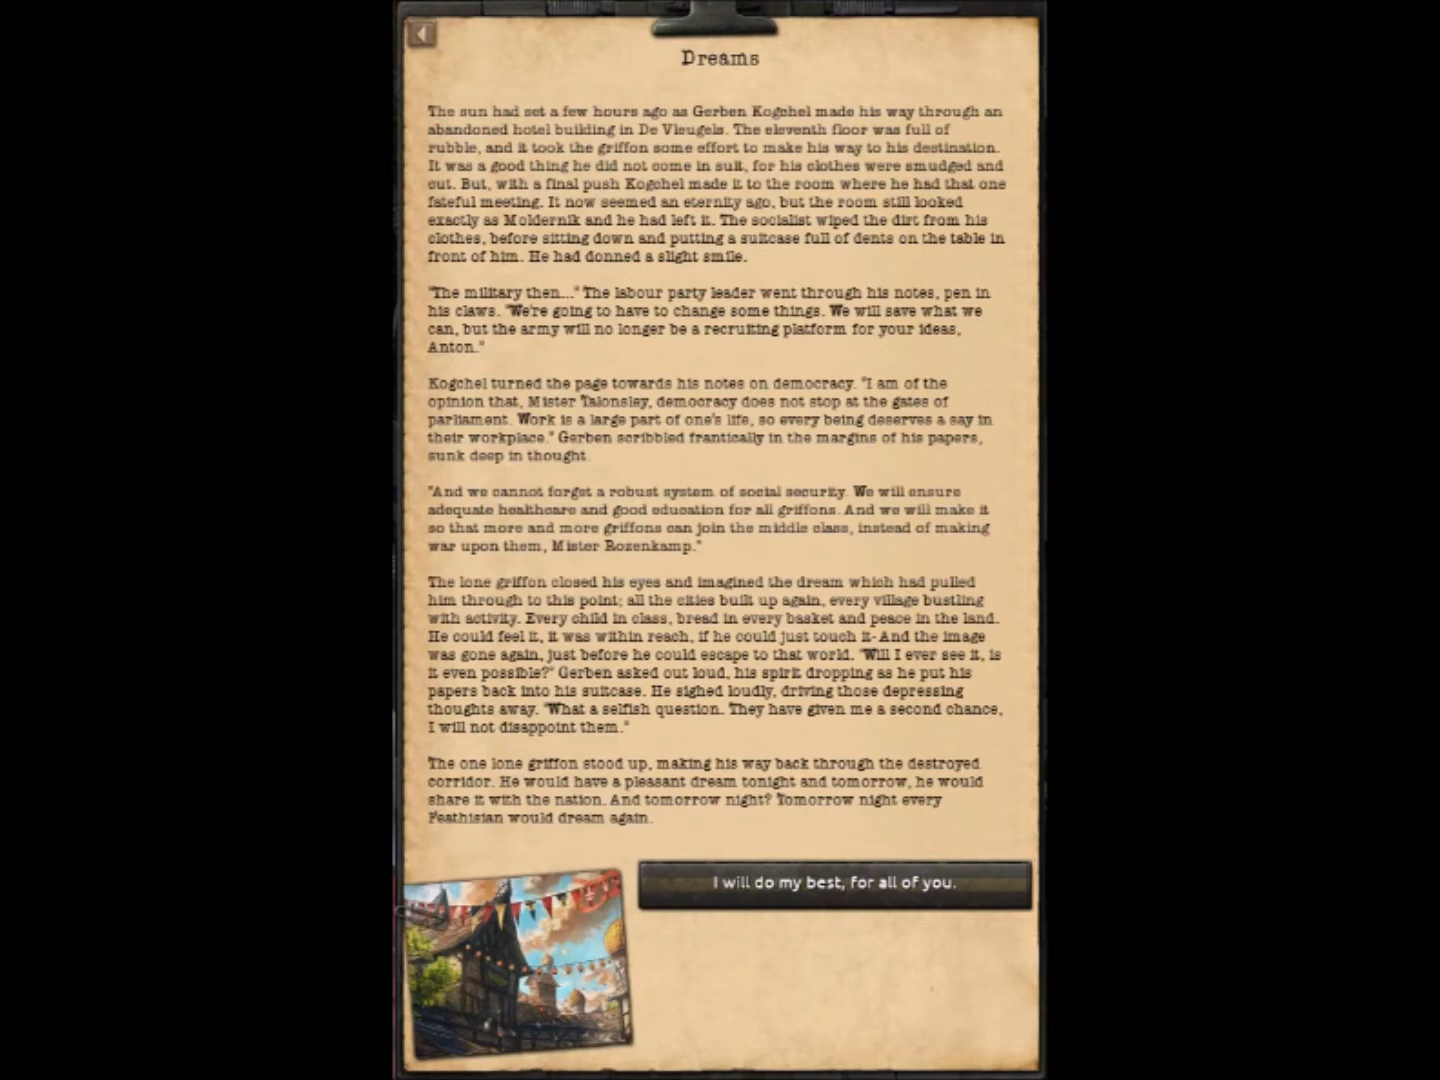 Dreams
The sun had set a few hours ago as Gerben Kogchel made his way through an
abandoned hotel building in De Vleugels. The eleventh floor was full of
rubble, and it took the griffon some effort to make his way to his destination.
It was a good thing he did not come in suit, for his clothes were smudged and
cut. But, with a final push Kogchel made it to the room where he had that one
fateful meeting. It now seemed an eternity ago, but the room still looked
exactly as Moldernik and he had left it. The socialist wiped the dirt from his
clothes, before sitting down and putting a suitcase full of dents on the table in
front of him. He had donned a slight smile.
"The military then..." The labour party leader went through his notes, pen in
his claws. "We're going to have to change some things. We will save what we
can, but the army will no longer be a recruiting platform for your ideas,
Anton."
Kogchel turned the page towards his notes on democracy. "I am of the
opinion that, Mister Talonsley, democracy does not stop at the gates of
parliament. Work is a large part of one's life, so every being deserves a say in
their workplace." Gerben scribbled frantically in the margins of his papers,
sunk deep in thought.
"And we cannot forget a robust system of social security. We will ensure
adequate healthcare and good education for all griffons. And we will make it
so that more and more griffons can join the middle class, instead of making
war upon them, Mister Rozenkamp."
The lone griffon closed his eyes and imagined the dream which had pulled
him through to this point; all the cities built up again, every village bustling
with activity. Every child in class, bread in every basket and peace in the land.
He could feel it, it was within reach, if he could just touch it- And the image
was gone again, just before he could escape to that world. "Will I ever see it, is
it even possible?" Gerben asked out loud, his spirit dropping as he put his
papers back into his suitcase. He sighed loudly, driving those depressing
thoughts away. "What a selfish question. They have given me a second chance,
I will not disappoint them."
The one lone griffon stood up, making his way back through the destroyed
corridor. He would have a pleasant dream tonight and tomorrow, he would
share it with the nation. And tomorrow night? Tomorrow night every
Feathisian would dream again.
I will do my best, for all of you.